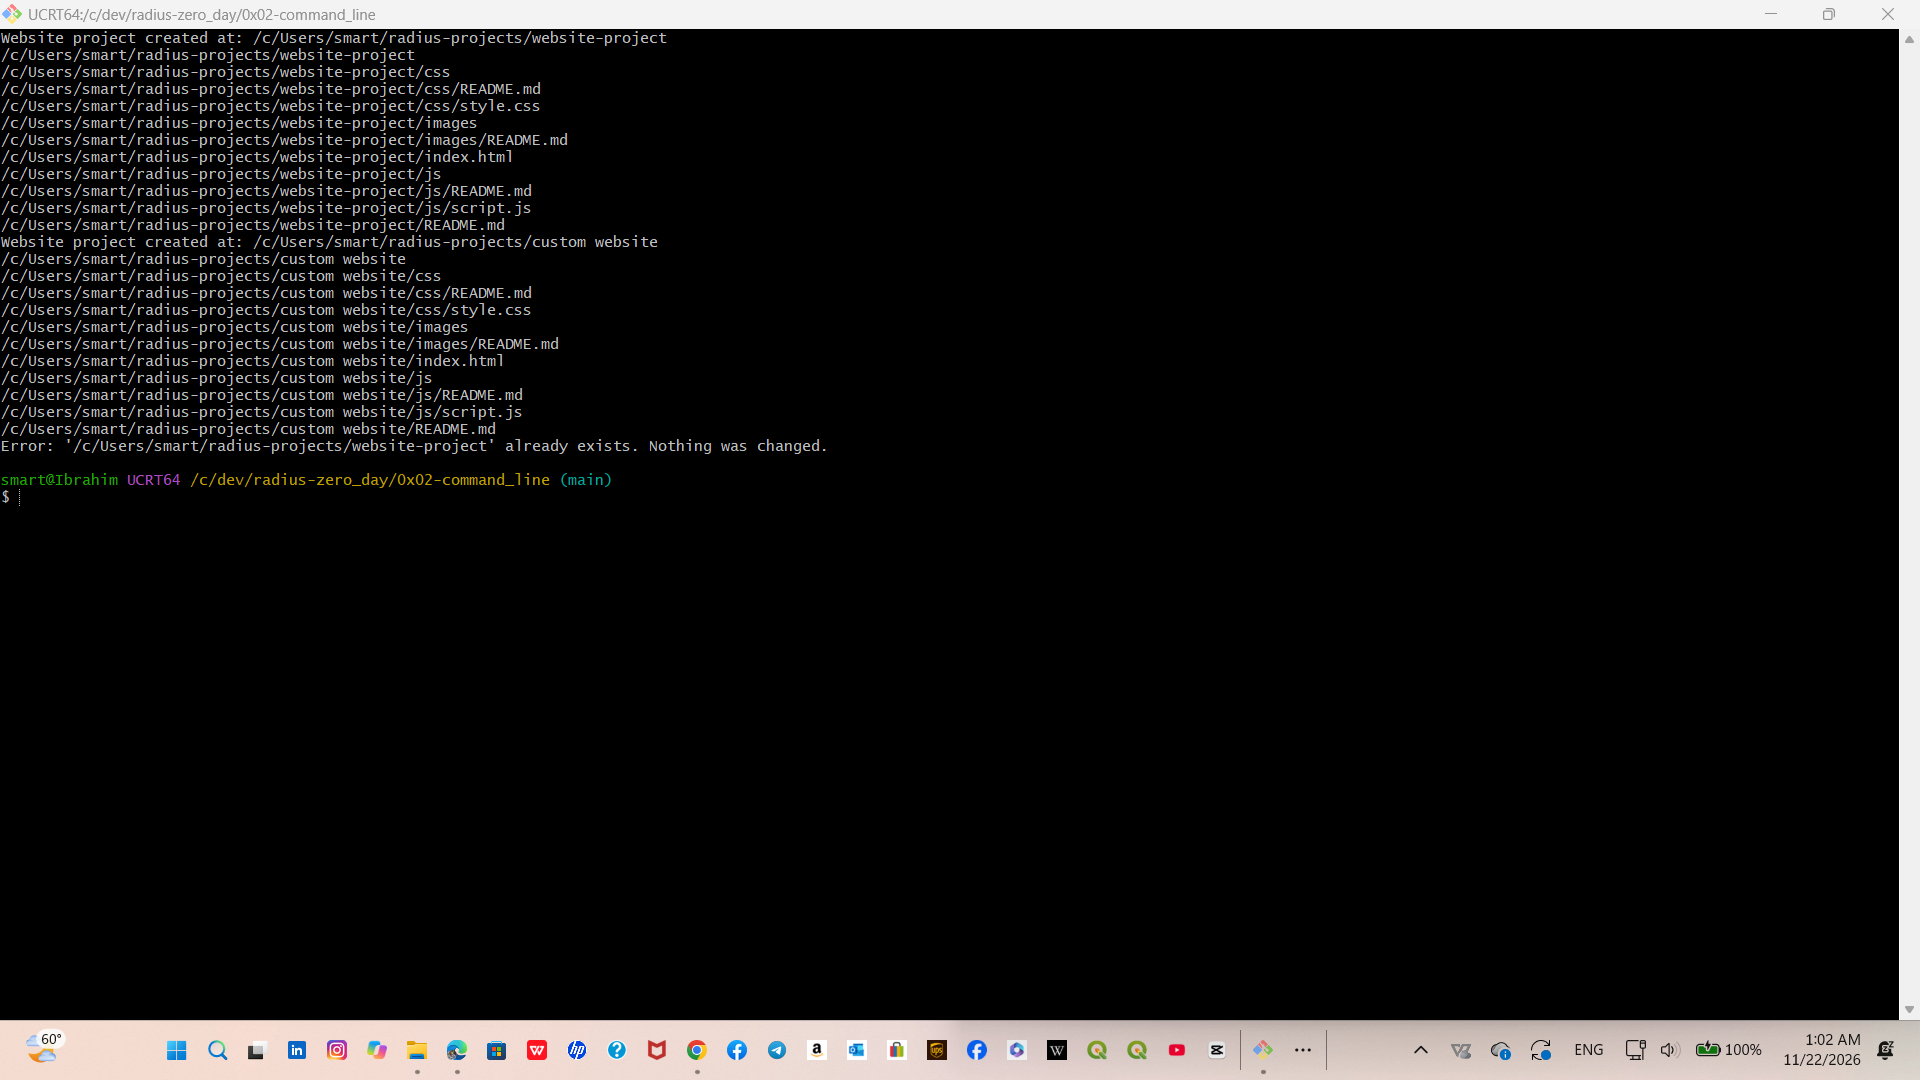 UCRT64:/c/dev/radius-zero_day/0x02-command_line
Website project created at: /c/Users/smart/radius-projects/website-project
/c/Users/smart/radius-projects/website-project
/c/Users/smart/radius-projects/website-project/css
/c/Users/smart/radius-projects/website-project/css/README.md
/c/Users/smart/radius-projects/website-project/css/style.css
/c/Users/smart/radius-projects/website-project/images
/c/Users/smart/radius-projects/website-project/images/README.md
/c/Users/smart/radius-projects/website-project/index.html
/c/Users/smart/radius-projects/website-project/js
/c/Users/smart/radius-projects/website-project/js/README.md
/c/Users/smart/radius-projects/website-project/js/script.js
/c/Users/smart/radius-projects/website-project/README.md
Website project created at: /c/Users/smart/radius-projects/custom website
/c/Users/smart/radius-projects/custom website
/c/Users/smart/radius-projects/custom website/css
/c/Users/smart/radius-projects/custom website/css/README.md
/c/Users/smart/radius-projects/custom website/css/style.css
/c/Users/smart/radius-projects/custom website/images
/c/Users/smart/radius-projects/custom website/images/README.md
/c/Users/smart/radius-projects/custom website/index.html
/c/Users/smart/radius-projects/custom website/js
/c/Users/smart/radius-projects/custom website/js/README.md
/c/Users/smart/radius-projects/custom website/js/script.js
/c/Users/smart/radius-projects/custom website/README.md
Error: '/c/Users/smart/radius-projects/website-project' already exists. Nothing was changed.
smart@Ibrahim UCRT64 /c/dev/radius-zero_day/0x02-command_line (main)
$
60°
ENG
100%
1:02 AM
11/22/2026